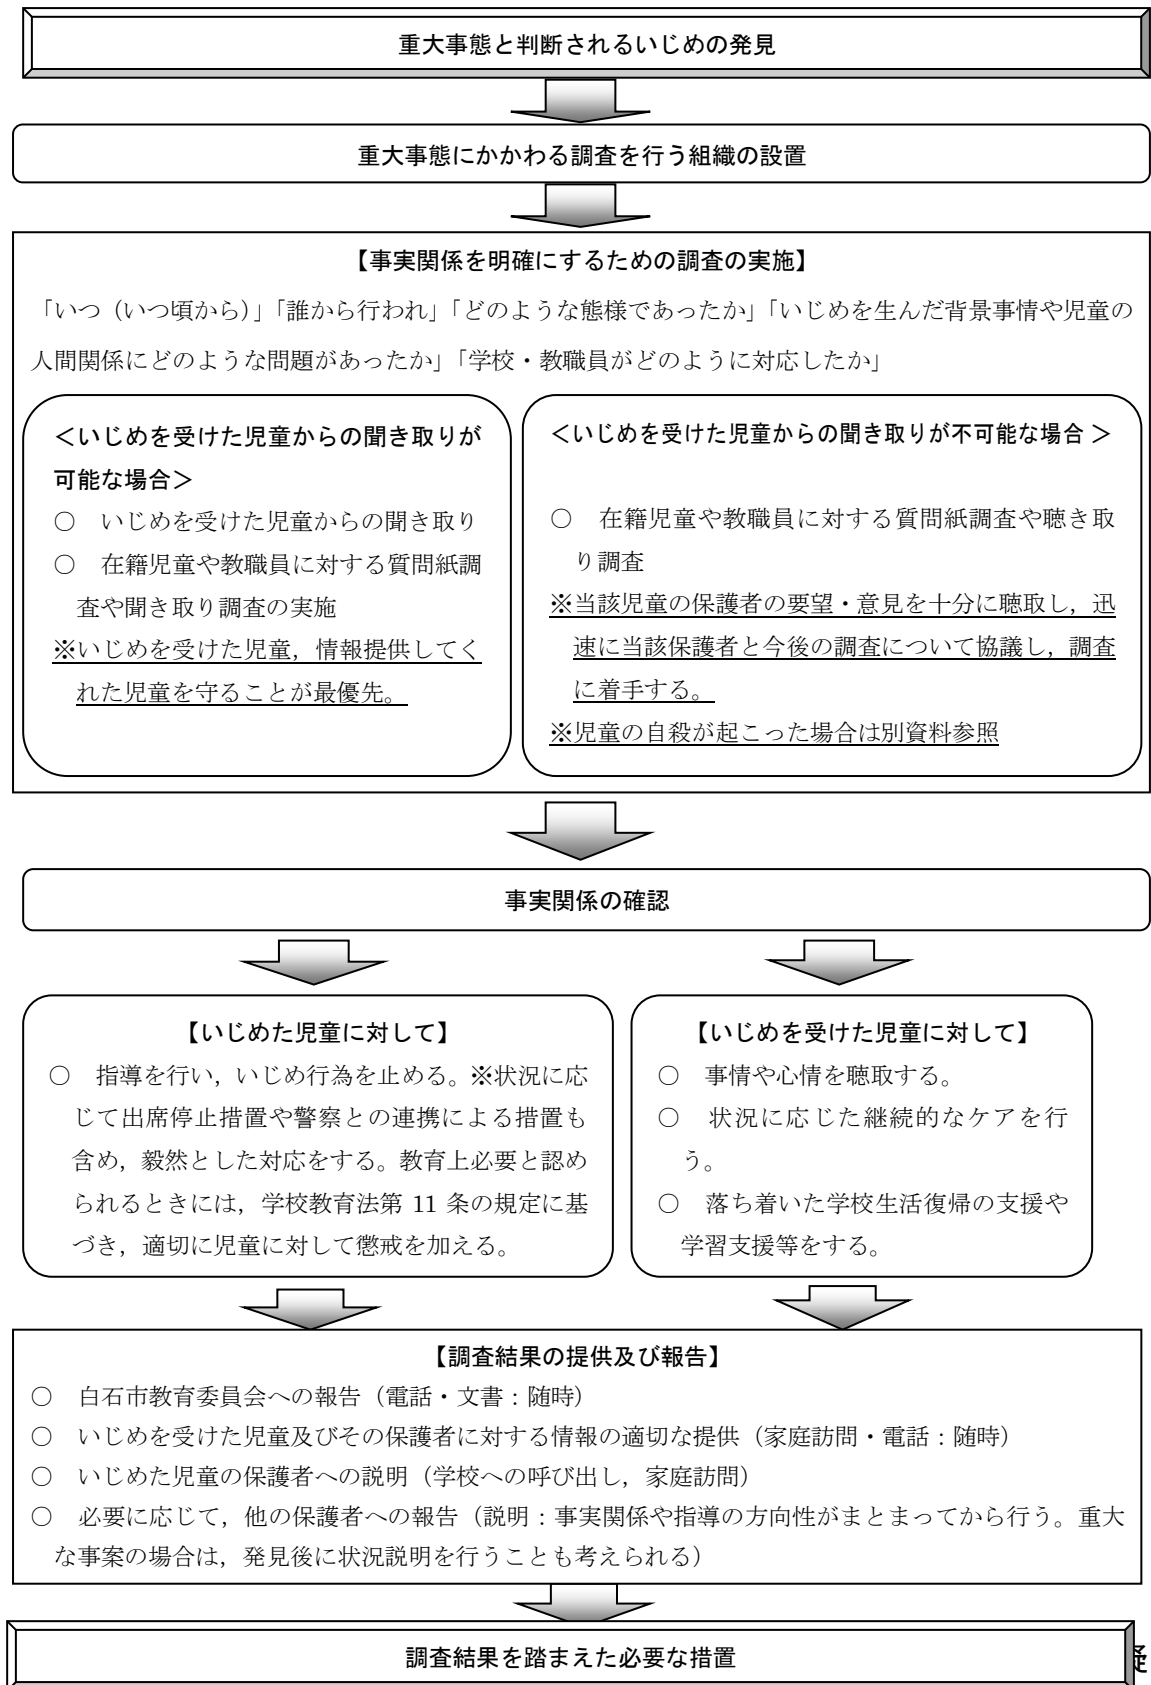 重大事態と判断されるいじめの発見
重大事態にかかわる調査を行う組織の設置
【事実関係を明確にするための調査の実施】
「いつ（いつ頃から）」「誰から行われ」「どのような態様であったか」「いじめを生んだ背景事情や児童の
人間関係にどのような問題があったか」「学校・教職員がどのように対応したか」
＜いじめを受けた児童からの聞き取りが
可能な場合＞
○　いじめを受けた児童からの聞き取り
○　在籍児童や教職員に対する質問紙調
査や聞き取り調査の実施
※いじめを受けた児童，情報提供してく
れた児童を守ることが最優先。
＜いじめを受けた児童からの聞き取りが不可能な場合 ＞
○　在籍児童や教職員に対する質問紙調査や聴き取
り調査
※当該児童の保護者の要望・意見を十分に聴取し，迅
速に当該保護者と今後の調査について協議し，調査
に着手する。
※児童の自殺が起こった場合は別資料参照
事実関係の確認
【いじめた児童に対して】
○　指導を行い，いじめ行為を止める。※状況に応
じて出席停止措置や警察との連携による措置も
含め，毅然とした対応をする。教育上必要と認め
られるときには，学校教育法第 11 条の規定に基
づき，適切に児童に対して懲戒を加える。
【いじめを受けた児童に対して】
○　事情や心情を聴取する。
○　状況に応じた継続的なケアを行
う。
○　落ち着いた学校生活復帰の支援や
学習支援等をする。
【調査結果の提供及び報告】
○　白石市教育委員会への報告（電話・文書：随時）
○　いじめを受けた児童及びその保護者に対する情報の適切な提供（家庭訪問・電話：随時）
○　いじめた児童の保護者への説明（学校への呼び出し，家庭訪問）
○　必要に応じて，他の保護者への報告（説明：事実関係や指導の方向性がまとまってから行う。重大
な事案の場合は，発見後に状況説明を行うことも考えられる）
調査結果を踏まえた必要な措置